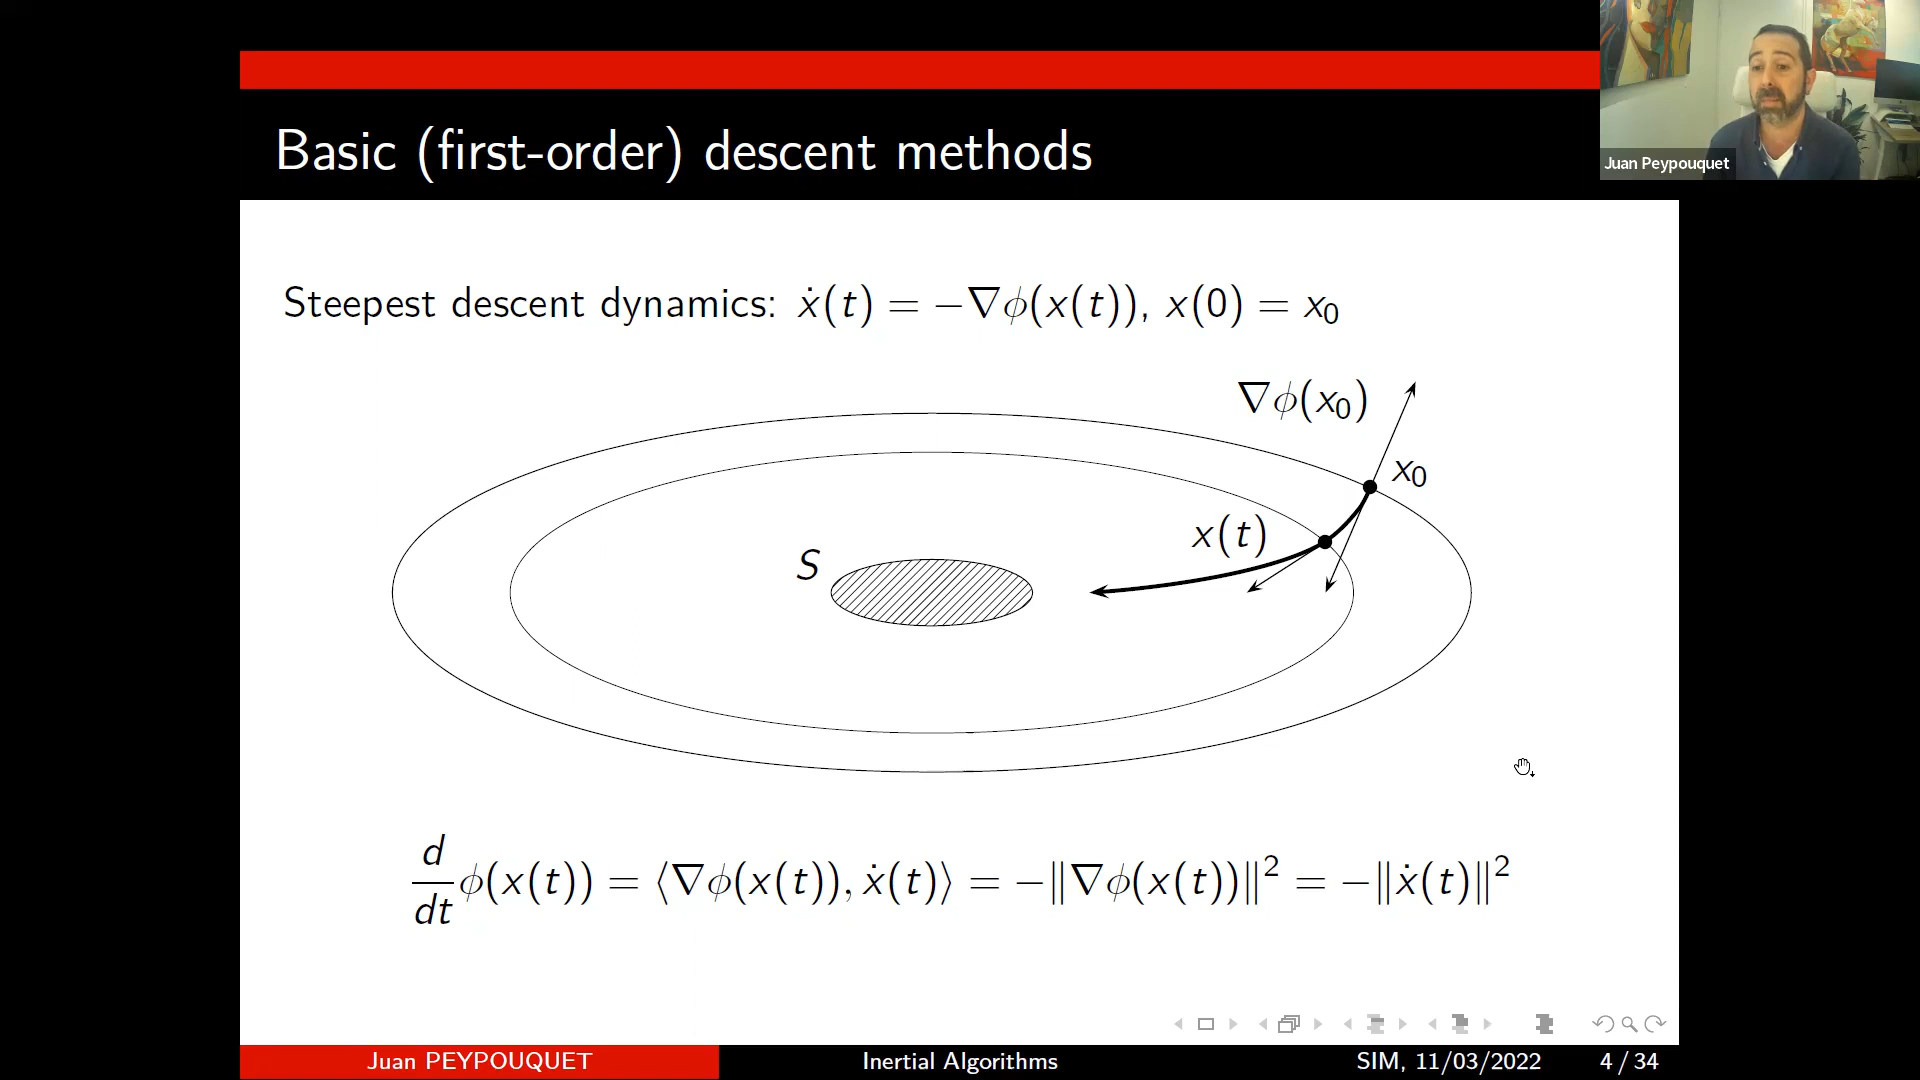 Juan Peypouquet
Basic (first-order) descent methods
Steepest descent dynamics: ẋ(t) = −∇ϕ(x(t)), x(0) = x₀
∇ϕ(x₀)
x₀
x(t)
S
d/dt ϕ(x(t)) = ⟨∇ϕ(x(t)), ẋ(t)⟩ = −‖∇ϕ(x(t))‖² = −‖ẋ(t)‖²
Juan PEYPOUQUET Inertial Algorithms SIM, 11/03/2022 4 / 34